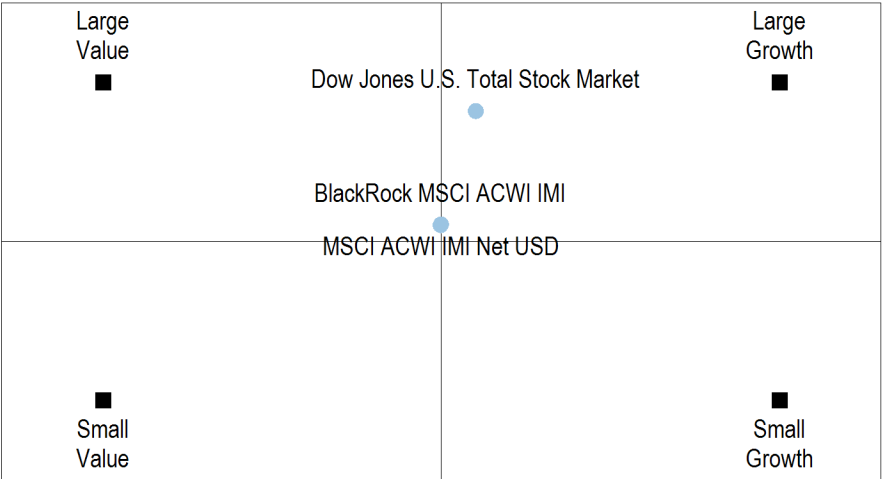 Large
Value
Large
Growth
Dow Jones U.S. Total Stock Market
BlackRock MSCI ACWI IMI
MSCI ACWI IMI Net USD
Small
Value
Small
Growth